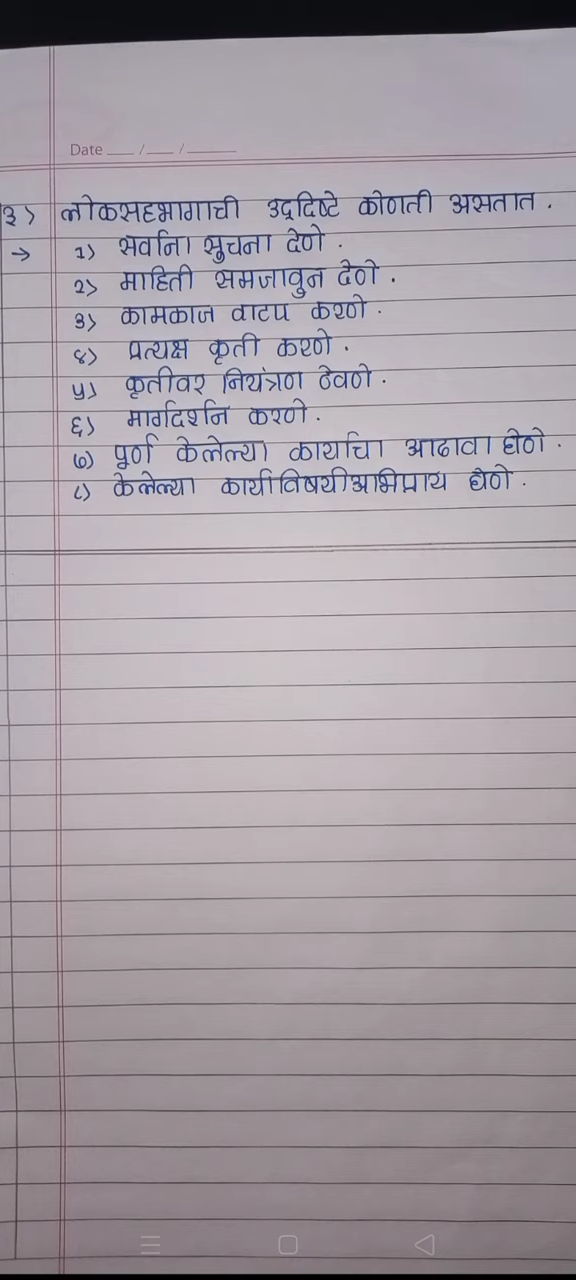 Date ___ / ___ / ______
३) लोकसहभागाची उद्दिष्टे कोणती असतात .
→ १) सर्वांना सुचना देणे .
२) माहिती समजावुन देणे .
३) कामकाज वाटप करणे .
४) प्रत्यक्ष कृती करणे .
५) कृतीवर नियंत्रण ठेवणे .
६) मार्गदर्शन करणे .
७) पूर्ण केलेल्या कार्याचा आढावा घेणे .
८) केलेल्या कार्याविषयी अभिप्राय घेणे .